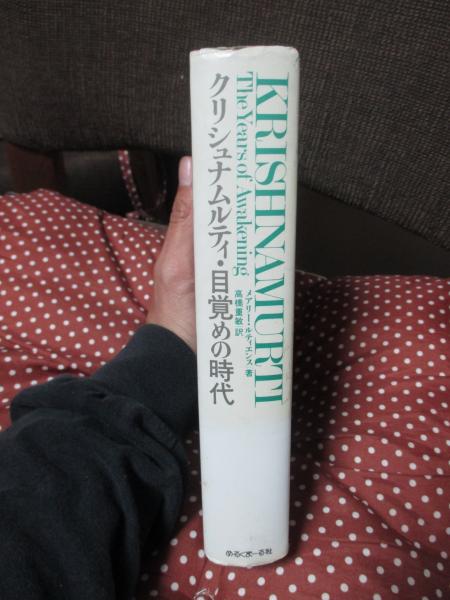 KRISHNAMURTI
The Years of Awakening
クリシュナムルティ・目覚めの時代
メアリー・ルティエンス 著
高橋重敏 訳
めるくまーる社